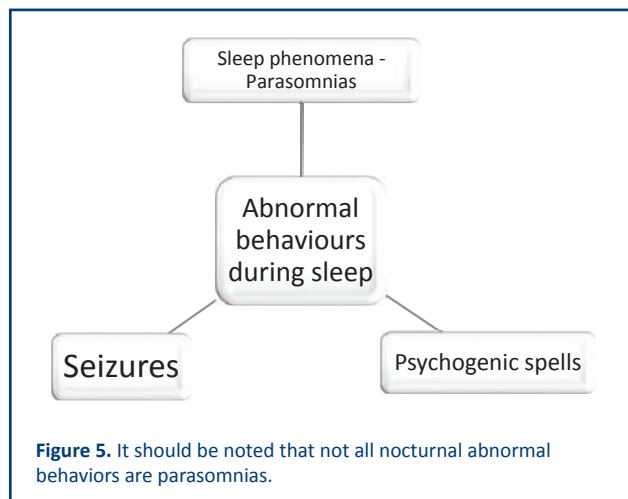 Sleep phenomena -
Parasomnias
Abnormal
behaviours
during sleep
Seizures
Psychogenic spells
Figure 5. It should be noted that not all nocturnal abnormal
behaviors are parasomnias.